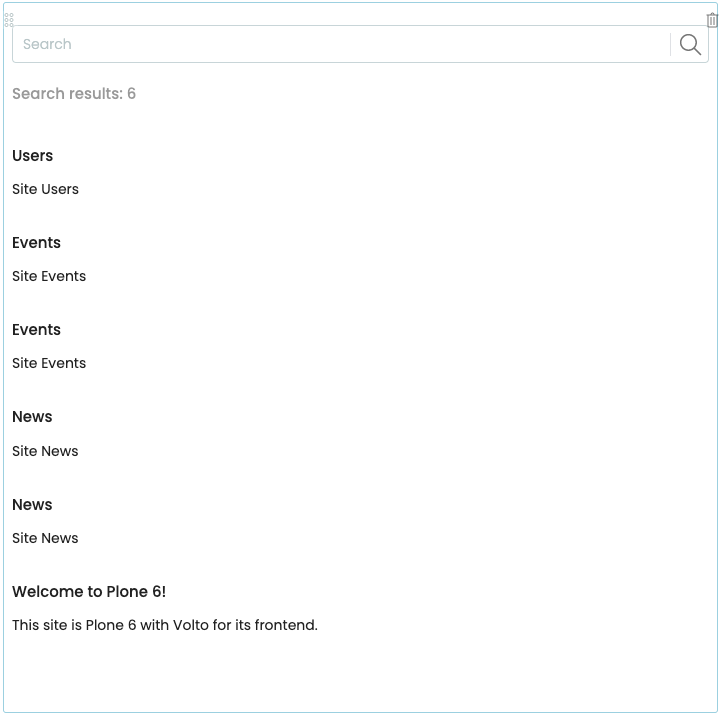 Search
Search results: 6
Users
Site Users
Events
Site Events
Events
Site Events
News
Site News
News
Site News
Welcome to Plone 6!
This site is Plone 6 with Volto for its frontend.